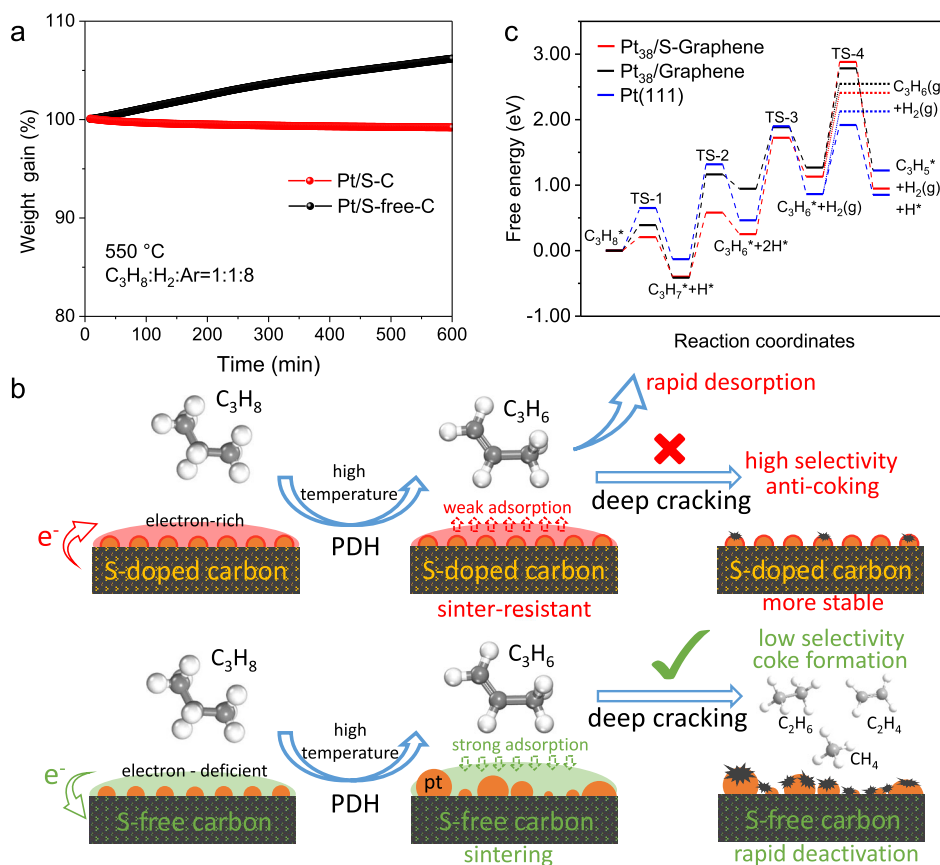 a
110
100
90
80
Weight gain (%)
Pt/S-C
Pt/S-free-C
550 °C
C3H8:H2:Ar=1:1:8
0 100 200 300 400 500 600
Time (min)
c
3.00
2.00
1.00
0.00
-1.00
Free energy (eV)
Pt38/S-Graphene
Pt38/Graphene
Pt(111)
TS-4
C3H6(g)
+H2(g)
TS-3
TS-2
TS-1
C3H8*
C3H7*+H*
C3H6*+2H*
C3H6*+H2(g)
C3H5*
+H2(g)
+H*
Reaction coordinates
b
C3H8
high
temperature
PDH
C3H6
rapid desorption
deep cracking
high selectivity
anti-coking
e-
electron-rich
S-doped carbon
weak adsorption
S-doped carbon
sinter-resistant
S-doped carbon
more stable
C3H8
high
temperature
PDH
C3H6
deep cracking
low selectivity
coke formation
C2H6
C2H4
CH4
e-
electron - deficient
S-free carbon
strong adsorption
pt
S-free carbon
sintering
S-free carbon
rapid deactivation